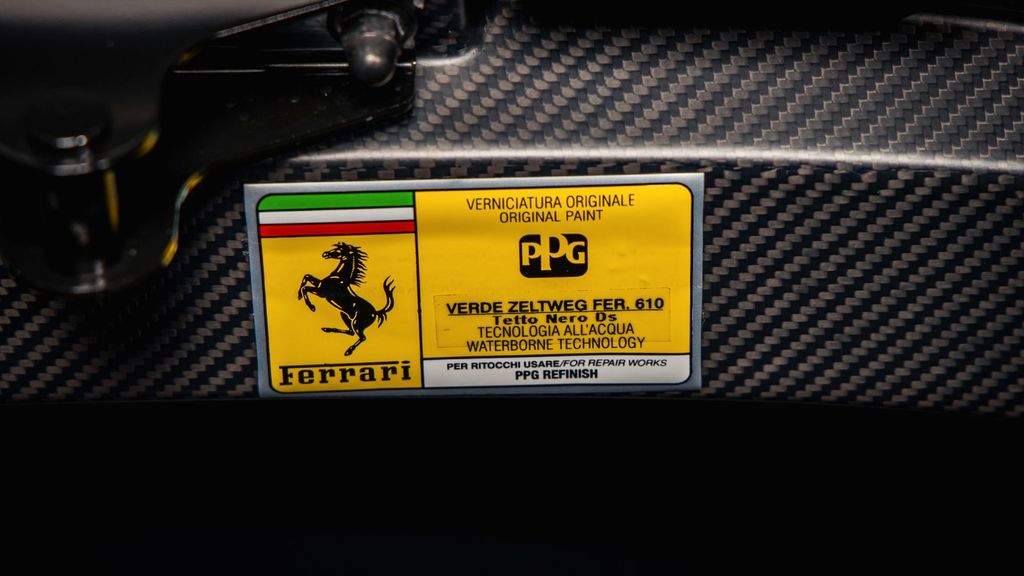 Ferrari
VERNICIATURA ORIGINALE
ORIGINAL PAINT
PPG
VERDE ZELTWEG FER. 610
Tetto Nero Ds
TECNOLOGIA ALL'ACQUA
WATERBORNE TECHNOLOGY
PER RITOCCHI USARE/FOR REPAIR WORKS
PPG REFINISH